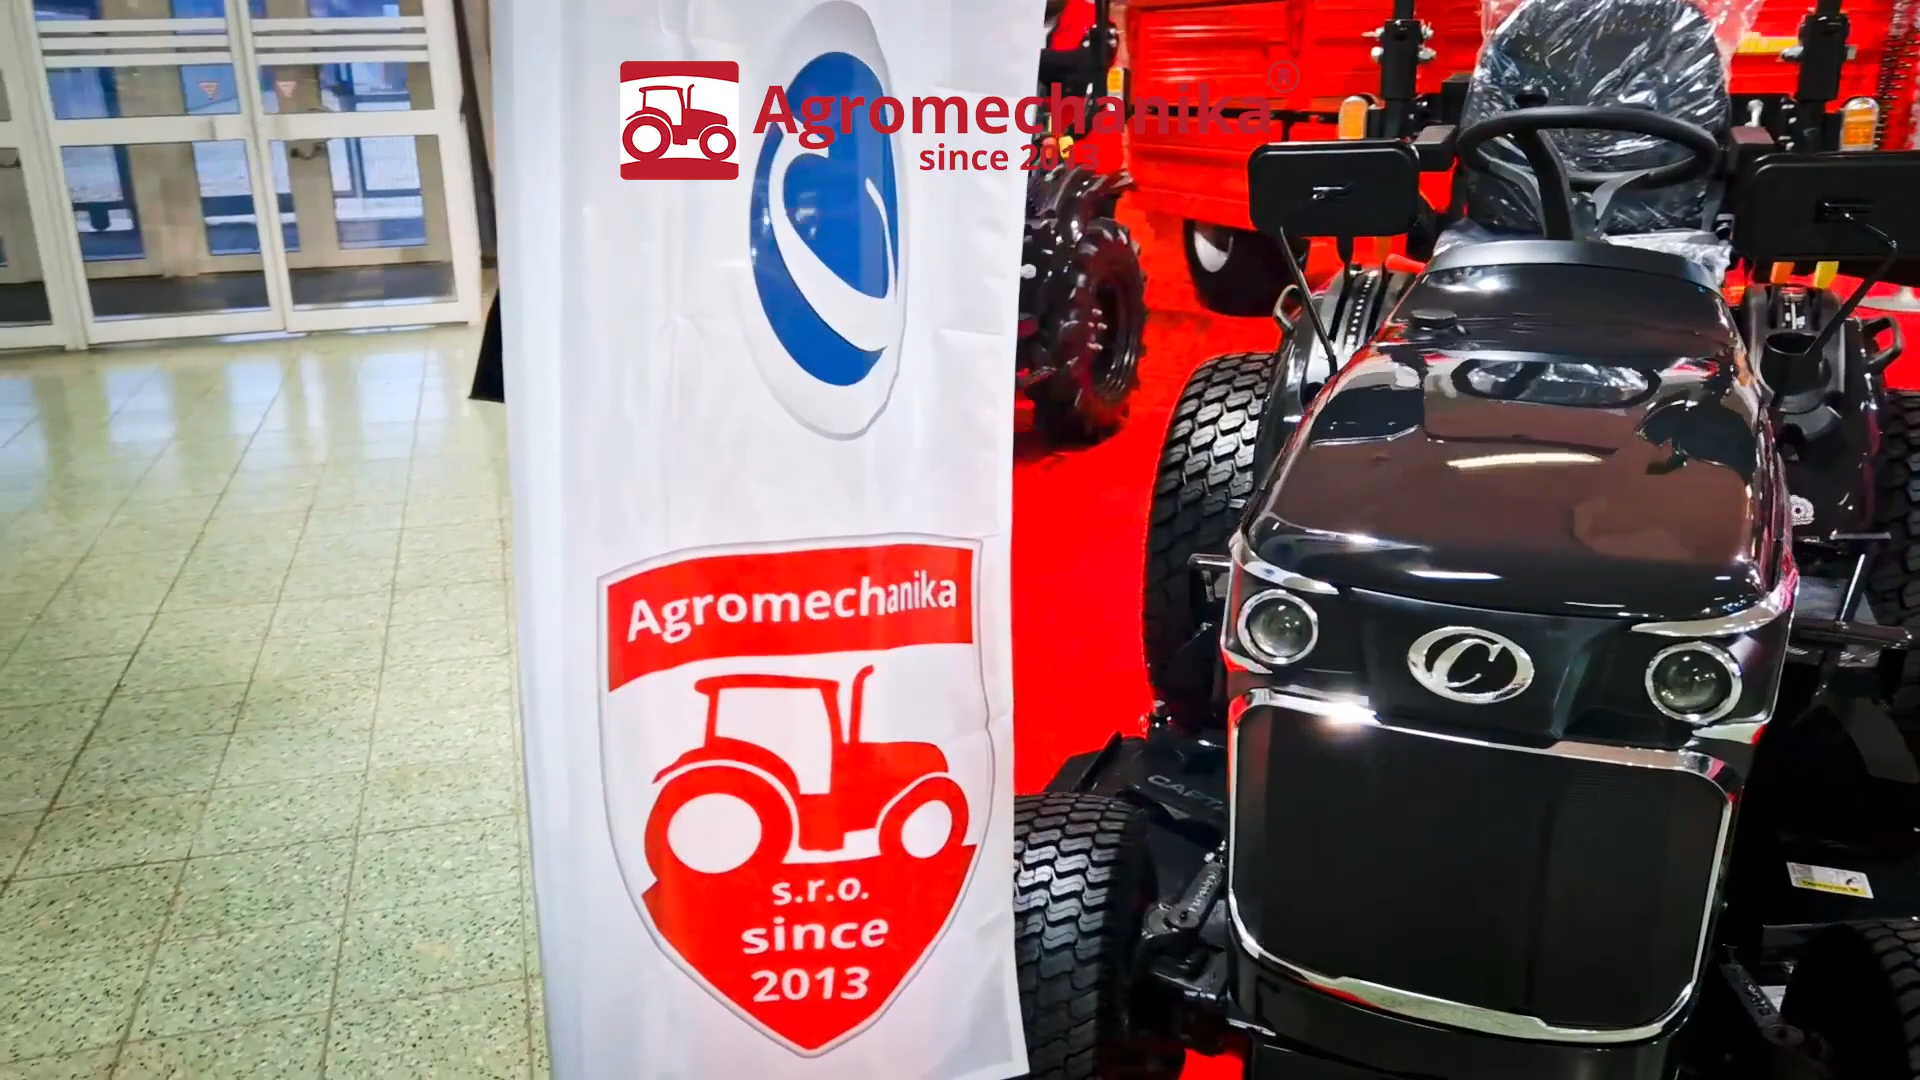 Agromechanika®
since 2013
Agromechanika
s.r.o.
since
2013
C